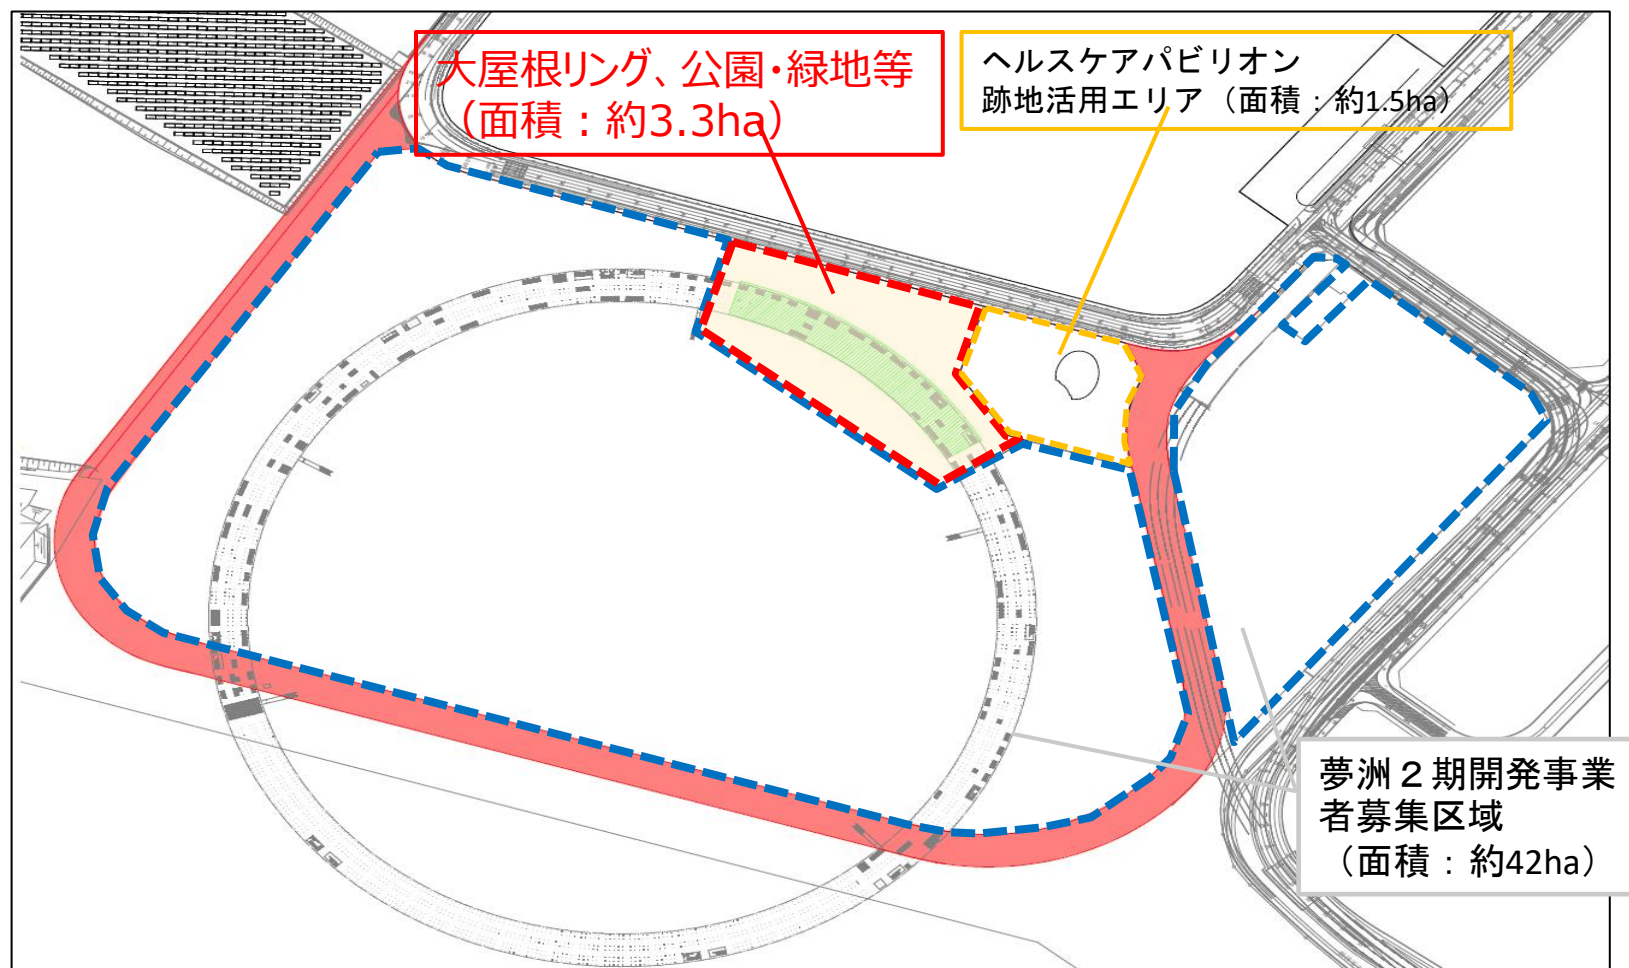 大屋根リング、公園・緑地等
（面積：約3.3ha）
ヘルスケアパビリオン
跡地活用エリア（面積：約1.5ha）
夢洲２期開発事業
者募集区域
（面積：約42ha）